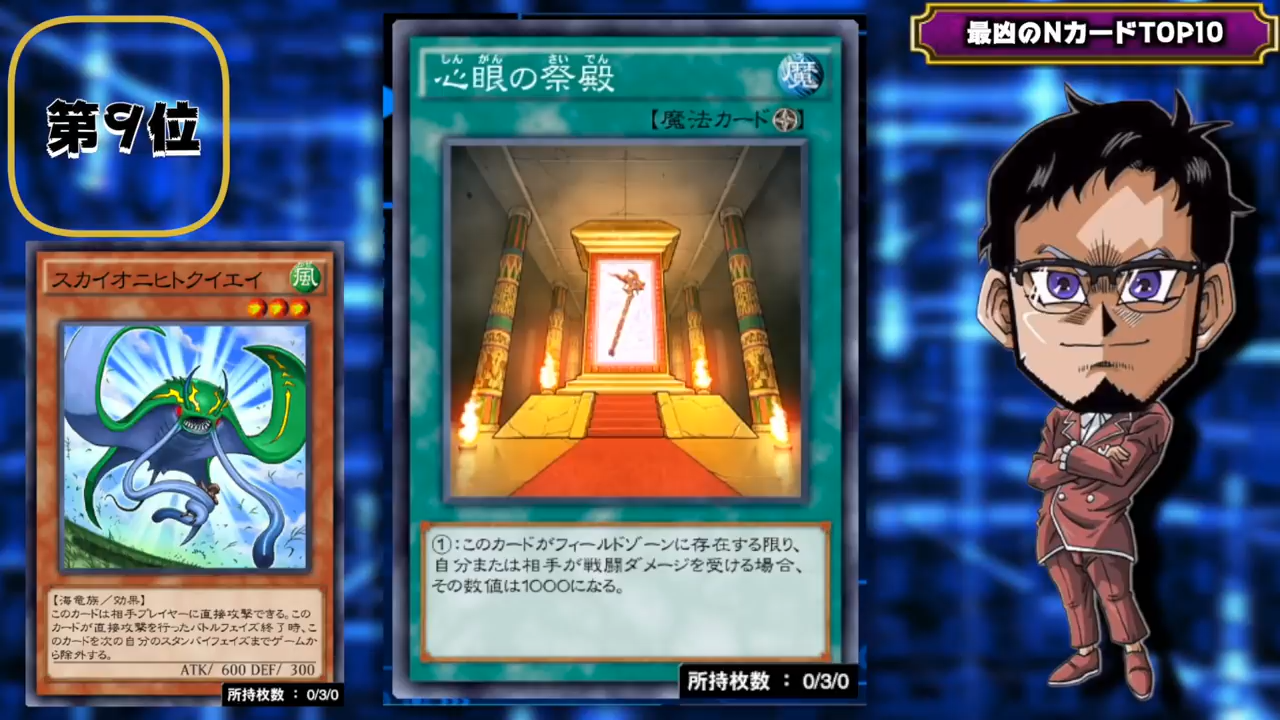 最凶のNカードTOP10
第9位
しん がん さい でん
心眼の祭殿
魔
【魔法カード】
①:このカードがフィールドゾーンに存在する限り、
自分または相手が戦闘ダメージを受ける場合、
その数値は1000になる。
所持枚数 : 0/3/0
スカイオニヒトクイエイ
かぜ
風
【海竜族/効果】
このカードは相手プレイヤーに直接攻撃できる。この
カードが直接攻撃を行ったバトルフェイズ終了時、こ
のカードを次の自分のスタンバイフェイズまでゲームか
ら除外する。
ATK/ 600 DEF/ 300
所持枚数 : 0/3/0